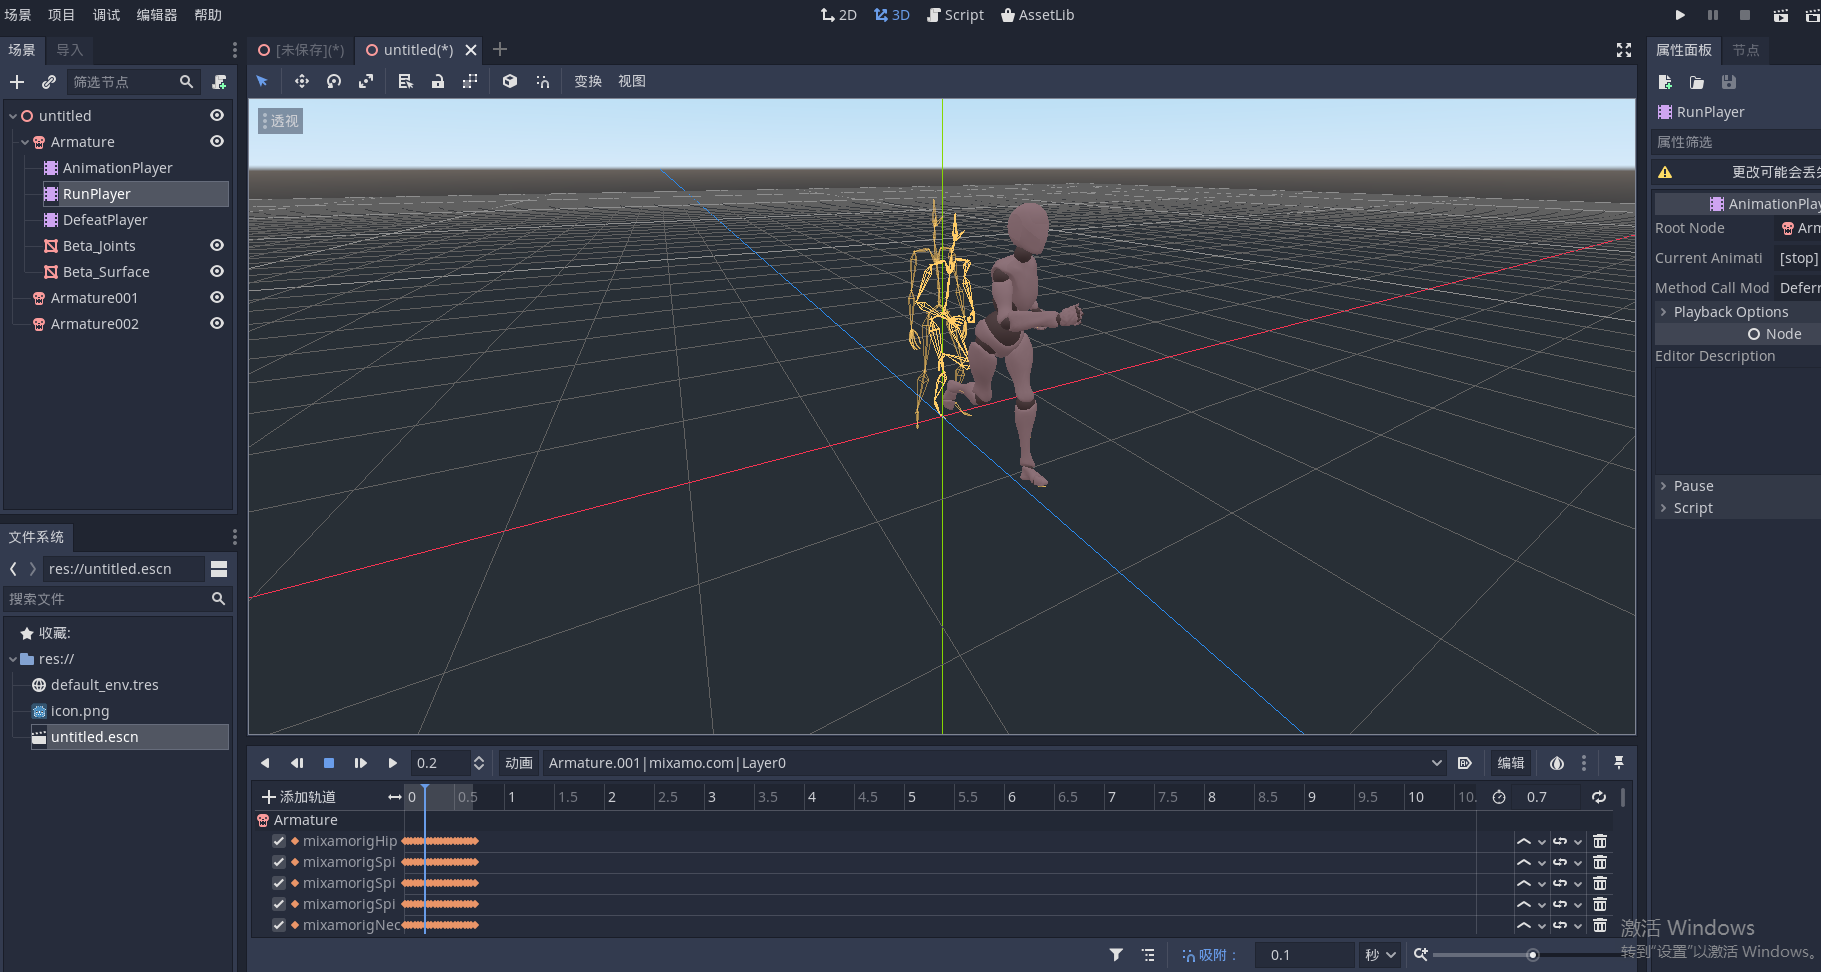 场景 项目 调试 编辑器 帮助 2D 3D Script AssetLib
场景 导入 [未保存](*) untitled(*) 属性面板 节点
筛选节点 变换 视图
untitled
Armature
AnimationPlayer
RunPlayer
DefeatPlayer
Beta_Joints
Beta_Surface
Armature001
Armature002
透视
RunPlayer
属性筛选
更改可能会丢失
AnimationPlay
Root Node Arm
Current Animati [stop]
Method Call Mod Deferr
Playback Options
Node
Editor Description
Pause
Script
文件系统
res://untitled.escn
搜索文件
收藏:
res://
default_env.tres
icon.png
untitled.escn
0.2 动画 Armature.001|mixamo.com|Layer0 编辑
添加轨道 0 0.5 1 1.5 2 2.5 3 3.5 4 4.5 5 5.5 6 6.5 7 7.5 8 8.5 9 9.5 10 10. 0.7
Armature
mixamorigHip
mixamorigSpi
mixamorigSpi
mixamorigSpi
mixamorigNec
吸附: 0.1 秒
激活 Windows
转到"设置"以激活 Windows。